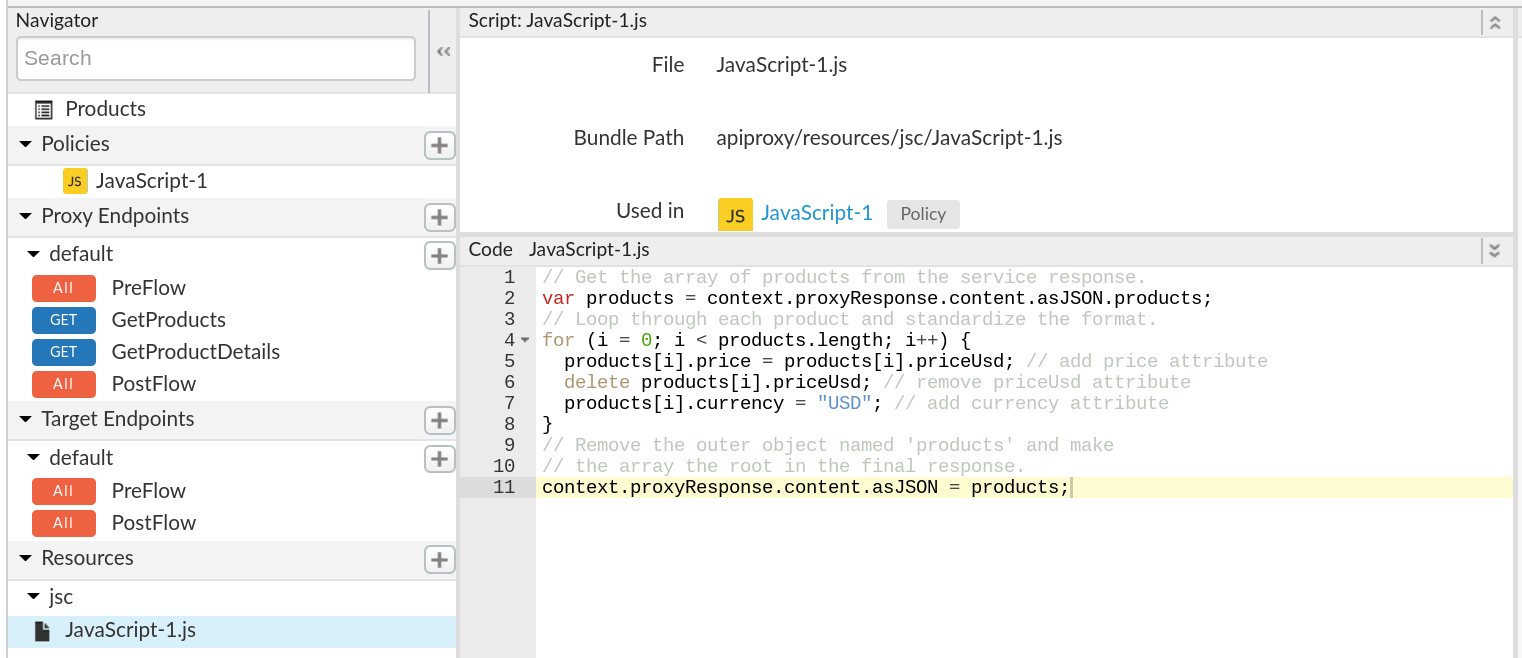 Navigator
Search
Products
Policies
JS JavaScript-1
Proxy Endpoints
default
All PreFlow
GET GetProducts
GET GetProductDetails
All PostFlow
Target Endpoints
default
All PreFlow
All PostFlow
Resources
jsc
JavaScript-1.js
Script: JavaScript-1.js
File JavaScript-1.js
Bundle Path apiproxy/resources/jsc/JavaScript-1.js
Used in JS JavaScript-1 Policy
Code JavaScript-1.js
1 // Get the array of products from the service response.
2 var products = context.proxyResponse.content.asJSON.products;
3 // Loop through each product and standardize the format.
4 for (i = 0; i < products.length; i++) {
5   products[i].price = products[i].priceUsd; // add price attribute
6   delete products[i].priceUsd; // remove priceUsd attribute
7   products[i].currency = "USD"; // add currency attribute
8 }
9 // Remove the outer object named 'products' and make
10 // the array the root in the final response.
11 context.proxyResponse.content.asJSON = products;